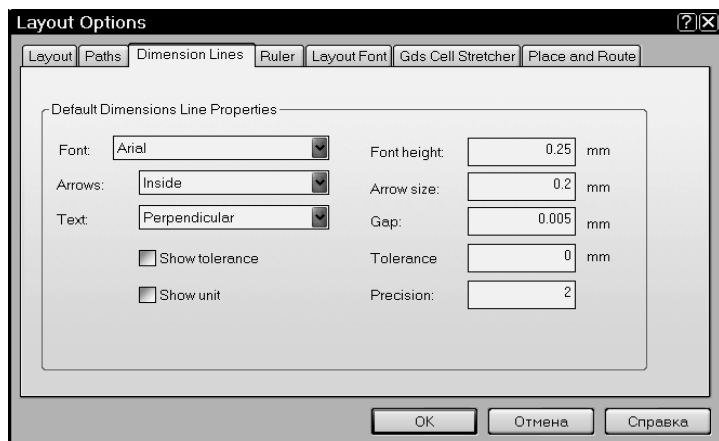 Layout Options
Layout Paths Dimension Lines Ruler Layout Font Gds Cell Stretcher Place and Route
Default Dimensions Line Properties
Font: Arial Font height: 0.25 mm
Arrows: Inside Arrow size: 0.2 mm
Text: Perpendicular Gap: 0.005 mm
Show tolerance Tolerance 0 mm
Show unit Precision: 2
OK Отмена Справка